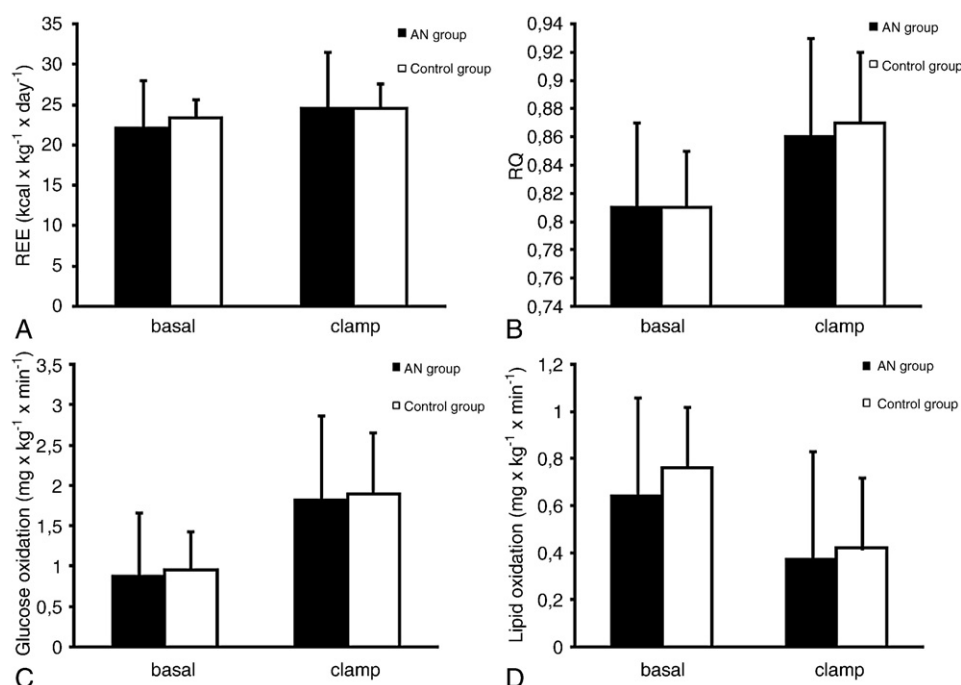 35
30
25
20
15
10
5
0
REE (kcal x kg⁻¹ x day⁻¹)
AN group
Control group
basal
clamp
A
0,94
0,92
0,9
0,88
0,86
0,84
0,82
0,8
0,78
0,76
0,74
RQ
AN group
Control group
basal
clamp
B
3,5
3
2,5
2
1,5
1
0,5
0
Glucose oxidation (mg x kg⁻¹ x min⁻¹)
AN group
Control group
basal
clamp
C
1,2
1
0,8
0,6
0,4
0,2
0
Lipid oxidation (mg x kg⁻¹ x min⁻¹)
AN group
Control group
basal
clamp
D